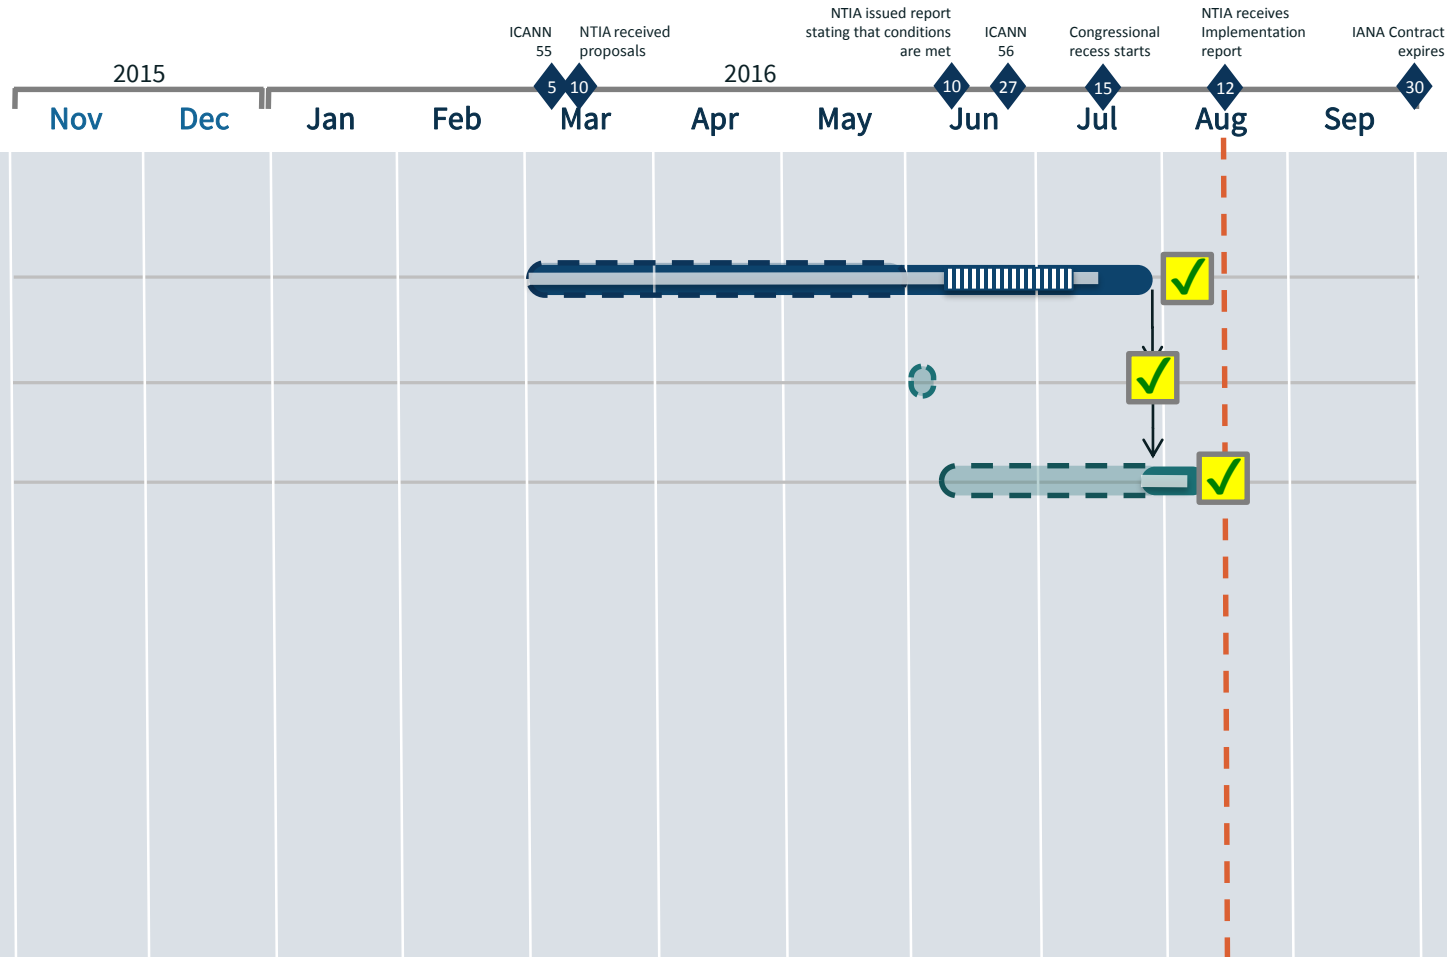 NTIA issued report
stating that conditions
are met
ICANN
55
NTIA received
proposals
ICANN
56
Congressional
recess starts
NTIA receives
Implementation
report
IANA Contract
expires
2015
2016
5
10
10
27
15
12
30
Nov
Dec
Jan
Feb
Mar
Apr
May
Jun
Jul
Aug
Sep